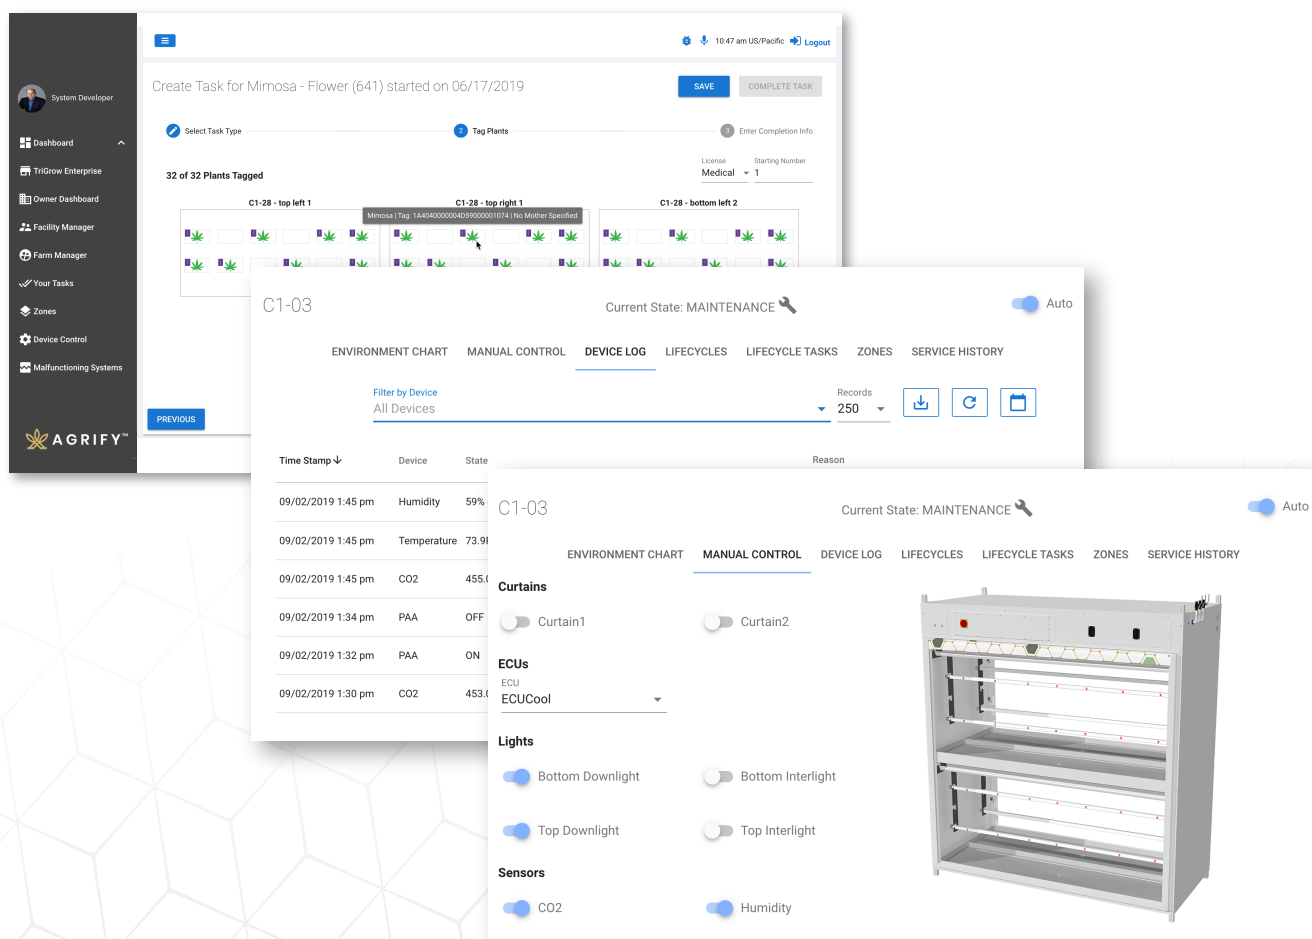 10:47 am US/Pacific Logout
System Developer
Dashboard
TriGrow Enterprise
Owner Dashboard
Facility Manager
Farm Manager
Your Tasks
Zones
Device Control
Malfunctioning Systems
AGRIFY™
Create Task for Mimosa - Flower (641) started on 06/17/2019
SAVE COMPLETE TASK
Select Task Type 2 Tag Plants 3 Enter Completion Info
License Starting Number
32 of 32 Plants Tagged Medical 1
C1-28 - top left 1 C1-28 - top right 1 C1-28 - bottom left 2
Mimosa | Tag: 1A4040000004D59000001074 | No Mother Specified
PREVIOUS
C1-03 Current State: MAINTENANCE Auto
ENVIRONMENT CHART MANUAL CONTROL DEVICE LOG LIFECYCLES LIFECYCLE TASKS ZONES SERVICE HISTORY
Filter by Device Records
All Devices 250
Time Stamp Device State Reason
09/02/2019 1:45 pm Humidity 59%
09/02/2019 1:45 pm Temperature 73.9
09/02/2019 1:45 pm CO2 455.
09/02/2019 1:34 pm PAA OFF
09/02/2019 1:32 pm PAA ON
09/02/2019 1:30 pm CO2 453.
C1-03 Current State: MAINTENANCE Auto
ENVIRONMENT CHART MANUAL CONTROL DEVICE LOG LIFECYCLES LIFECYCLE TASKS ZONES SERVICE HISTORY
Curtains
Curtain1 Curtain2
ECUs
ECU
ECUCool
Lights
Bottom Downlight Bottom Interlight
Top Downlight Top Interlight
Sensors
CO2 Humidity